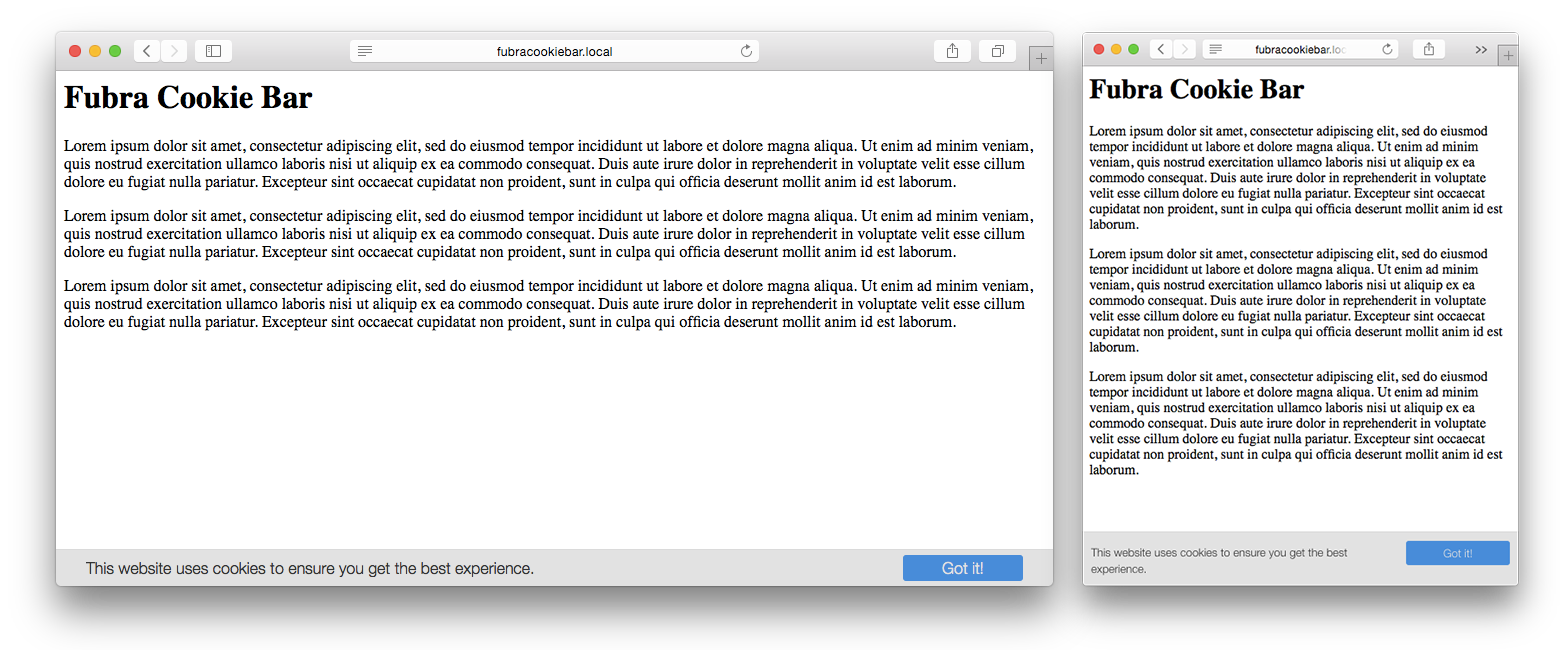 fubracookiebar.local
Fubra Cookie Bar
Lorem ipsum dolor sit amet, consectetur adipiscing elit, sed do eiusmod tempor incididunt ut labore et dolore magna aliqua. Ut enim ad minim veniam,
quis nostrud exercitation ullamco laboris nisi ut aliquip ex ea commodo consequat. Duis aute irure dolor in reprehenderit in voluptate velit esse cillum
dolore eu fugiat nulla pariatur. Excepteur sint occaecat cupidatat non proident, sunt in culpa qui officia deserunt mollit anim id est laborum.
Lorem ipsum dolor sit amet, consectetur adipiscing elit, sed do eiusmod tempor incididunt ut labore et dolore magna aliqua. Ut enim ad minim veniam,
quis nostrud exercitation ullamco laboris nisi ut aliquip ex ea commodo consequat. Duis aute irure dolor in reprehenderit in voluptate velit esse cillum
dolore eu fugiat nulla pariatur. Excepteur sint occaecat cupidatat non proident, sunt in culpa qui officia deserunt mollit anim id est laborum.
Lorem ipsum dolor sit amet, consectetur adipiscing elit, sed do eiusmod tempor incididunt ut labore et dolore magna aliqua. Ut enim ad minim veniam,
quis nostrud exercitation ullamco laboris nisi ut aliquip ex ea commodo consequat. Duis aute irure dolor in reprehenderit in voluptate velit esse cillum
dolore eu fugiat nulla pariatur. Excepteur sint occaecat cupidatat non proident, sunt in culpa qui officia deserunt mollit anim id est laborum.
This website uses cookies to ensure you get the best experience.
Got it!
fubracookiebar.loc
Fubra Cookie Bar
Lorem ipsum dolor sit amet, consectetur adipiscing elit, sed do eiusmod
tempor incididunt ut labore et dolore magna aliqua. Ut enim ad minim
veniam, quis nostrud exercitation ullamco laboris nisi ut aliquip ex ea
commodo consequat. Duis aute irure dolor in reprehenderit in voluptate
velit esse cillum dolore eu fugiat nulla pariatur. Excepteur sint occaecat
cupidatat non proident, sunt in culpa qui officia deserunt mollit anim id est
laborum.
Lorem ipsum dolor sit amet, consectetur adipiscing elit, sed do eiusmod
tempor incididunt ut labore et dolore magna aliqua. Ut enim ad minim
veniam, quis nostrud exercitation ullamco laboris nisi ut aliquip ex ea
commodo consequat. Duis aute irure dolor in reprehenderit in voluptate
velit esse cillum dolore eu fugiat nulla pariatur. Excepteur sint occaecat
cupidatat non proident, sunt in culpa qui officia deserunt mollit anim id est
laborum.
Lorem ipsum dolor sit amet, consectetur adipiscing elit, sed do eiusmod
tempor incididunt ut labore et dolore magna aliqua. Ut enim ad minim
veniam, quis nostrud exercitation ullamco laboris nisi ut aliquip ex ea
commodo consequat. Duis aute irure dolor in reprehenderit in voluptate
velit esse cillum dolore eu fugiat nulla pariatur. Excepteur sint occaecat
cupidatat non proident, sunt in culpa qui officia deserunt mollit anim id est
laborum.
This website uses cookies to ensure you get the best
experience.
Got it!